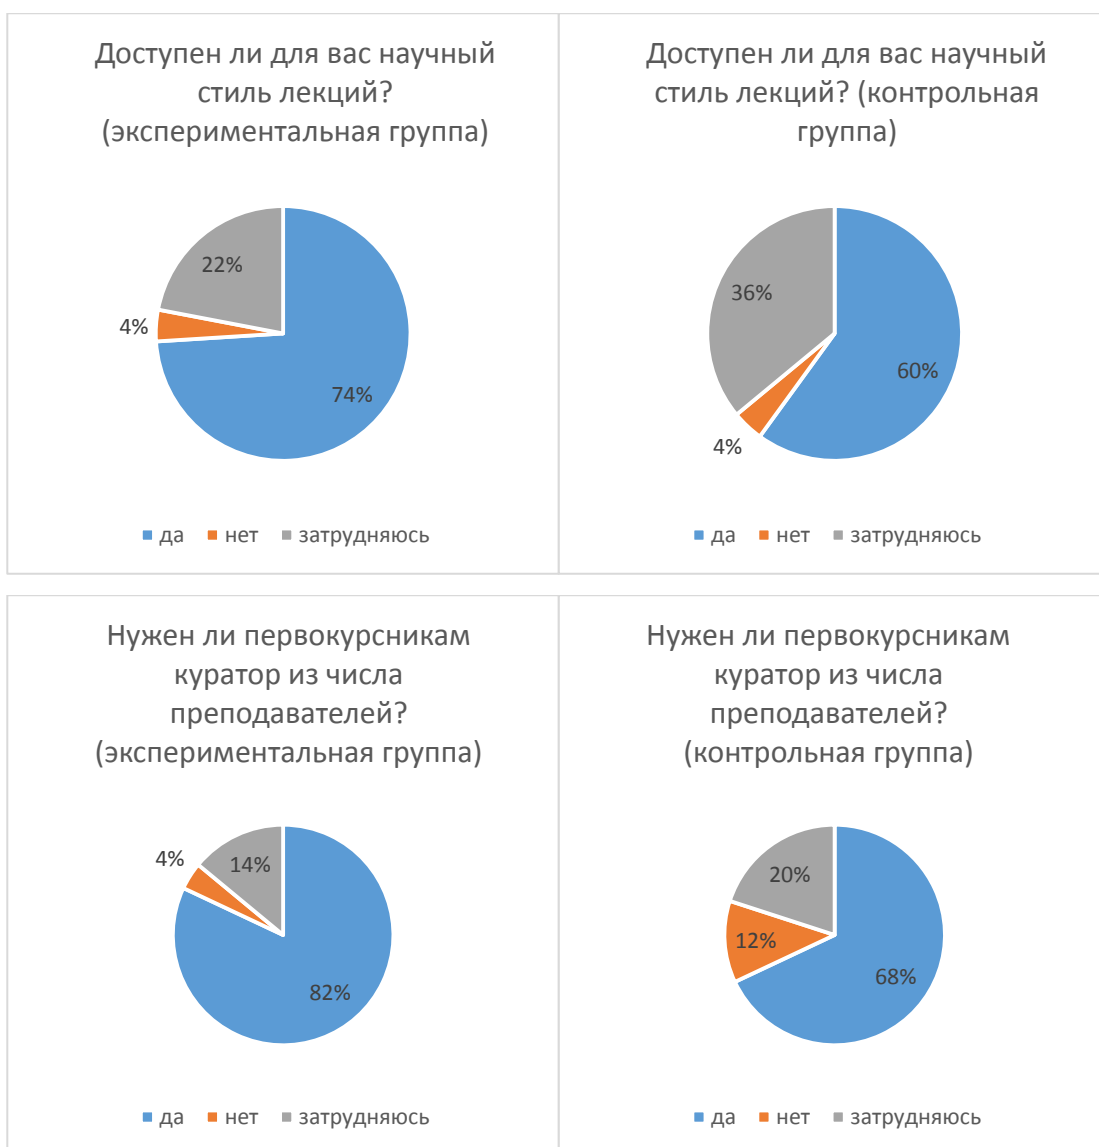 Доступен ли для вас научный
стиль лекций?
(экспериментальная группа)
22%
4%
74%
да нет затрудняюсь
Доступен ли для вас научный
стиль лекций? (контрольная
группа)
36%
60%
4%
да нет затрудняюсь
Нужен ли первокурсникам
куратор из числа
преподавателей?
(экспериментальная группа)
4%
14%
82%
да нет затрудняюсь
Нужен ли первокурсникам
куратор из числа
преподавателей?
(контрольная группа)
20%
12%
68%
да нет затрудняюсь